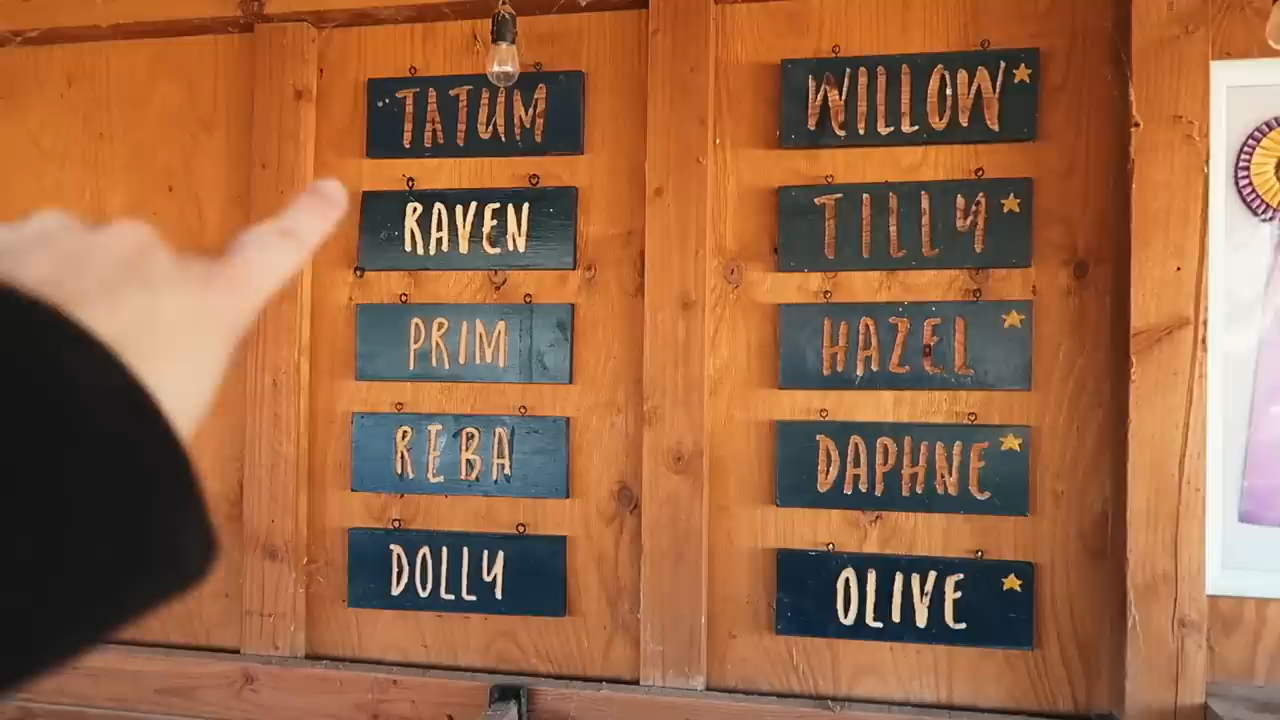 TATUM
RAVEN
PRIM
REBA
DOLLY
WILLOW
TILLY
HAZEL
DAPHNE
OLIVE